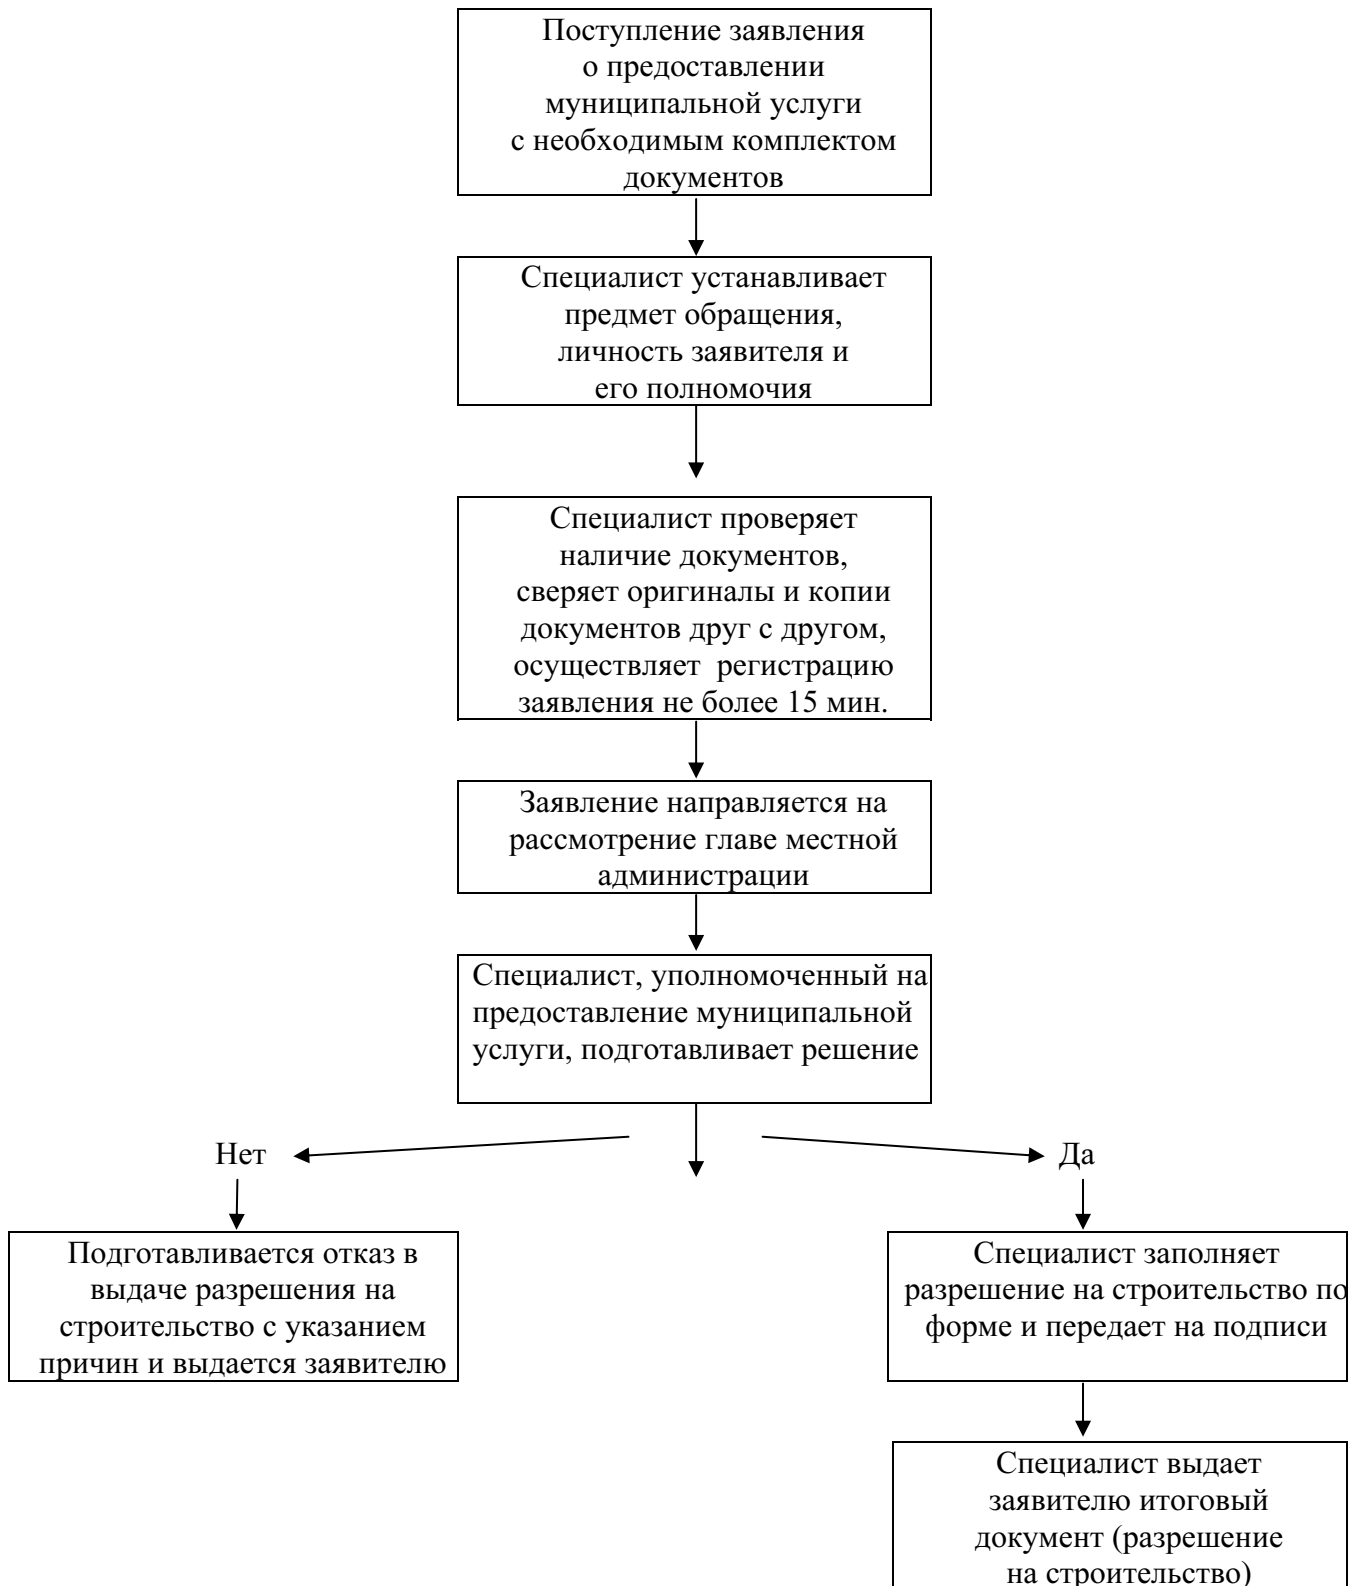 Поступление заявления
о предоставлении
муниципальной услуги
с необходимым комплектом
документов
Специалист устанавливает
предмет обращения,
личность заявителя и
его полномочия
Специалист проверяет
наличие документов,
сверяет оригиналы и копии
документов друг с другом,
осуществляет  регистрацию
заявления не более 15 мин.
Заявление направляется на
рассмотрение главе местной
администрации
Специалист, уполномоченный на
предоставление муниципальной
услуги, подготавливает решение
Нет
Да
Подготавливается отказ в
выдаче разрешения на
строительство с указанием
причин и выдается заявителю
Специалист заполняет
разрешение на строительство по
форме и передает на подписи
Специалист выдает
заявителю итоговый
документ (разрешение
на строительство)